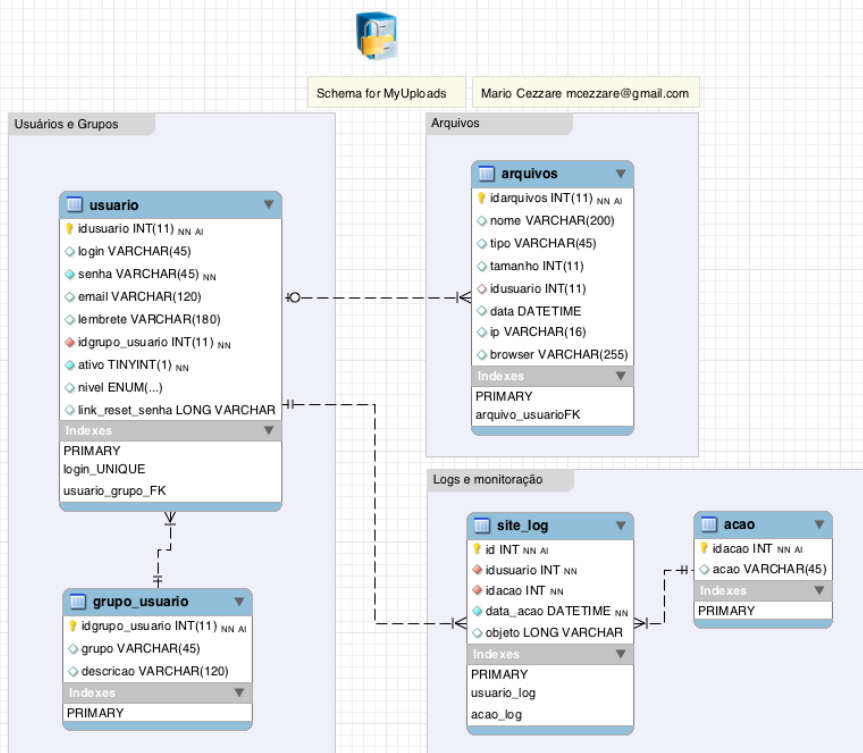 Schema for MyUploads
Mario Cezzare mcezzare@gmail.com
Usuários e Grupos
usuario
idusuario INT(11) NN AI
login VARCHAR(45)
senha VARCHAR(45) NN
email VARCHAR(120)
lembrete VARCHAR(180)
idgrupo_usuario INT(11) NN
ativo TINYINT(1) NN
nivel ENUM(...)
link_reset_senha LONG VARCHAR
Indexes
PRIMARY
login_UNIQUE
usuario_grupo_FK
grupo_usuario
idgrupo_usuario INT(11) NN AI
grupo VARCHAR(45)
descricao VARCHAR(120)
Indexes
PRIMARY
Arquivos
arquivos
idarquivos INT(11) NN AI
nome VARCHAR(200)
tipo VARCHAR(45)
tamanho INT(11)
idusuario INT(11)
data DATETIME
ip VARCHAR(16)
browser VARCHAR(255)
Indexes
PRIMARY
arquivo_usuarioFK
Logs e monitoração
site_log
id INT NN AI
idusuario INT NN
idacao INT NN
data_acao DATETIME NN
objeto LONG VARCHAR
Indexes
PRIMARY
usuario_log
acao_log
acao
idacao INT NN AI
acao VARCHAR(45)
Indexes
PRIMARY